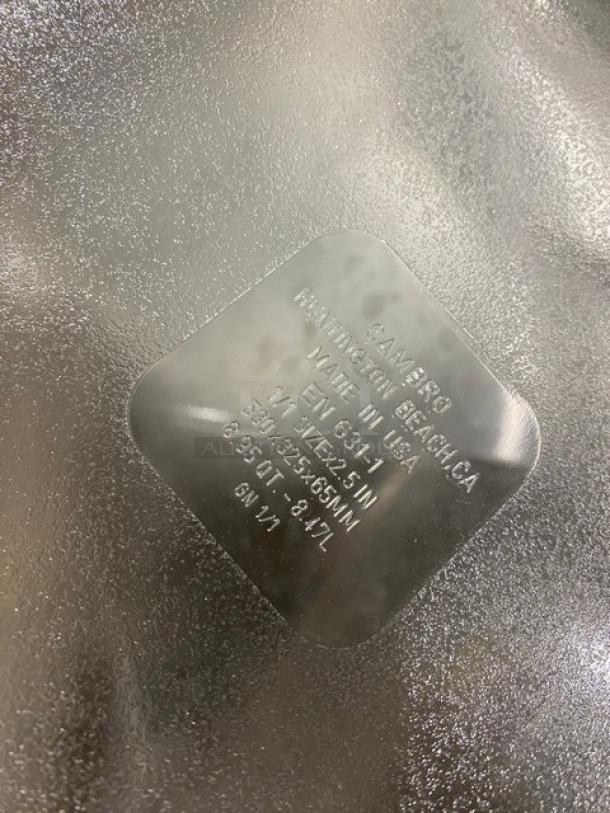 CAMBRO
HUNTINGTON BEACH, CA
MADE IN USA
EN 631-1
1/1 SIZEx2.5 IN
530x325x65MM
8.95 QT. - 8.47L
GN 1/1